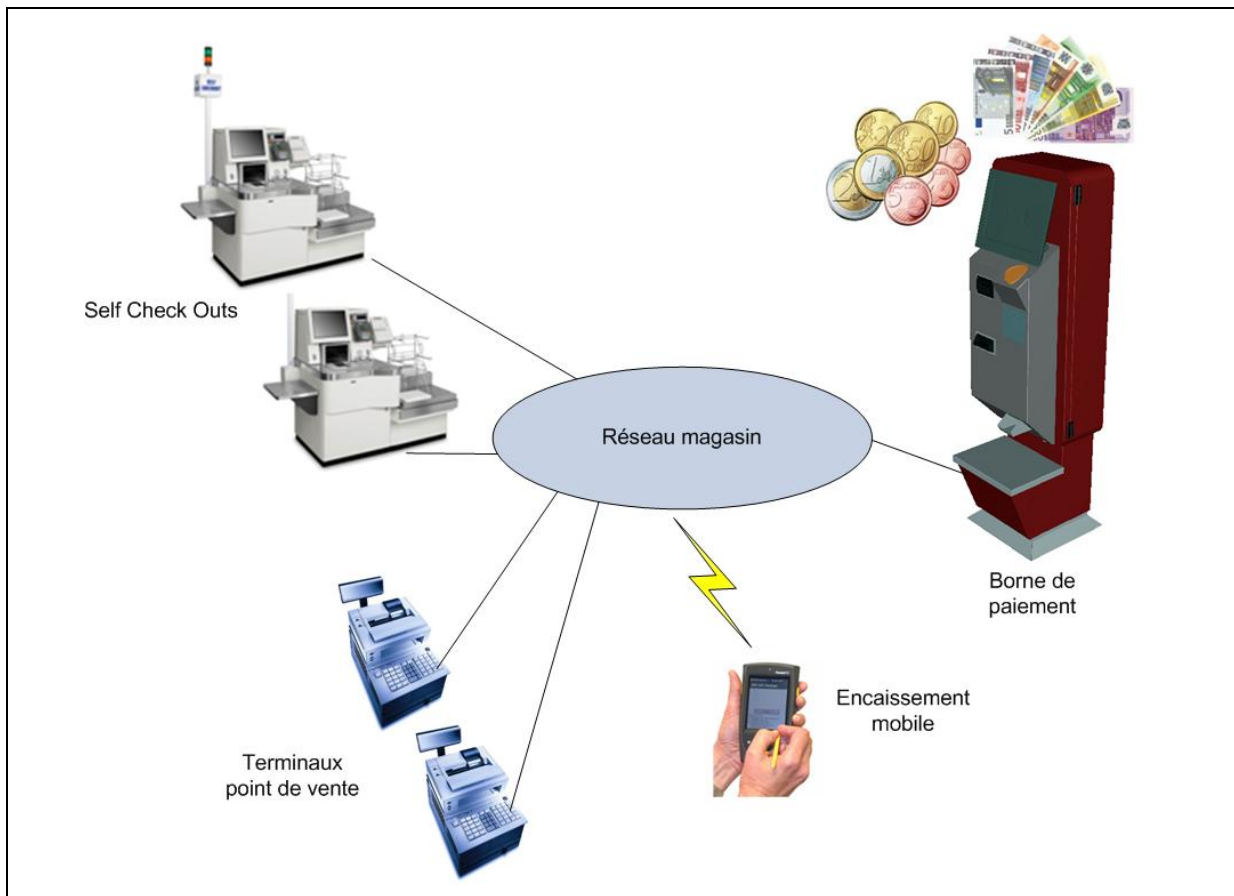 Self Check Outs
Réseau magasin
Borne de
paiement
Encaissement
mobile
Terminaux
point de vente